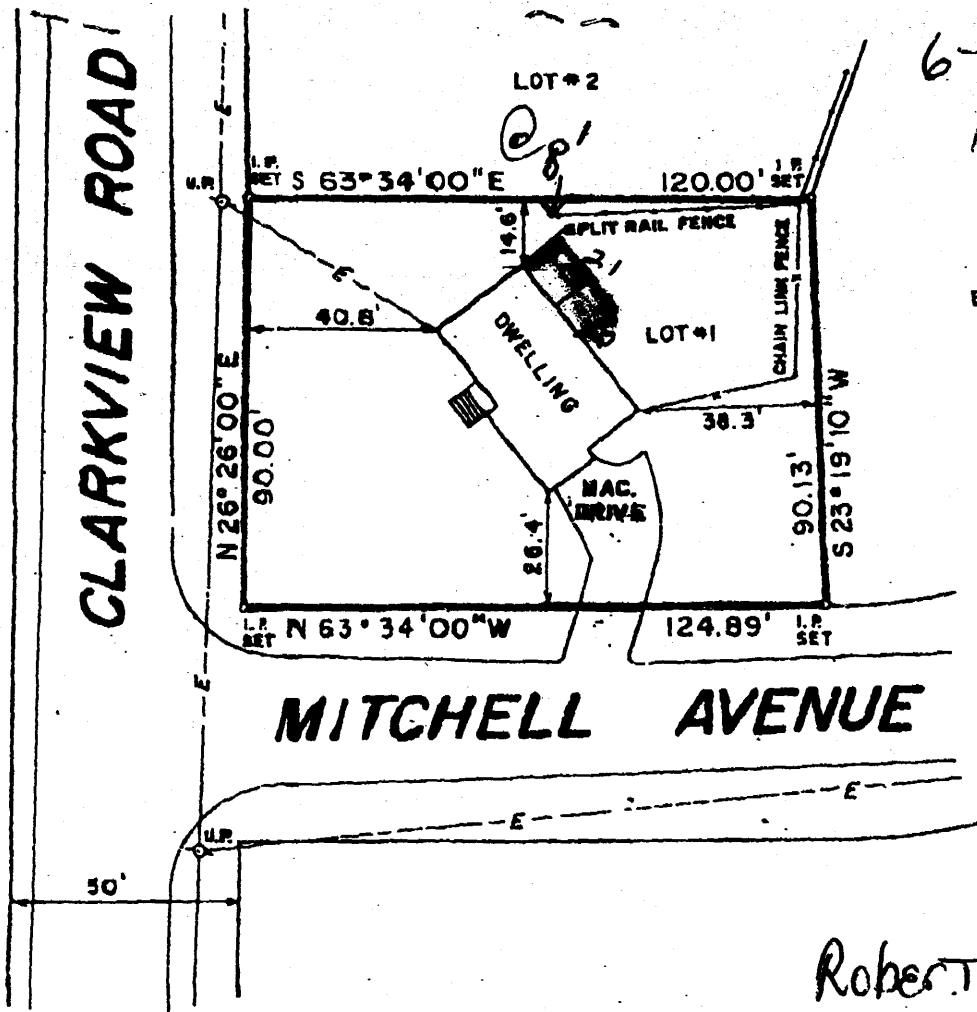 CLARKVIEW ROAD
LOT #2
6-
I.P. SET
S 63° 34' 00" E
120.00'
I.P. SET
U.P.
E
14.6'
SPLIT RAIL FENCE
21
E
40.8'
DWELLING
LOT #1
CHAIN LINK FENCE
38.3'
N 26° 26' 00" E
90.00'
MAC. DRIVE
26.4'
90.13'
S 23° 19' 10" W
I.P. SET
N 63° 34' 00" W
124.89'
I.P. SET
E
MITCHELL AVENUE
E
E
U.P.
50'
Robert